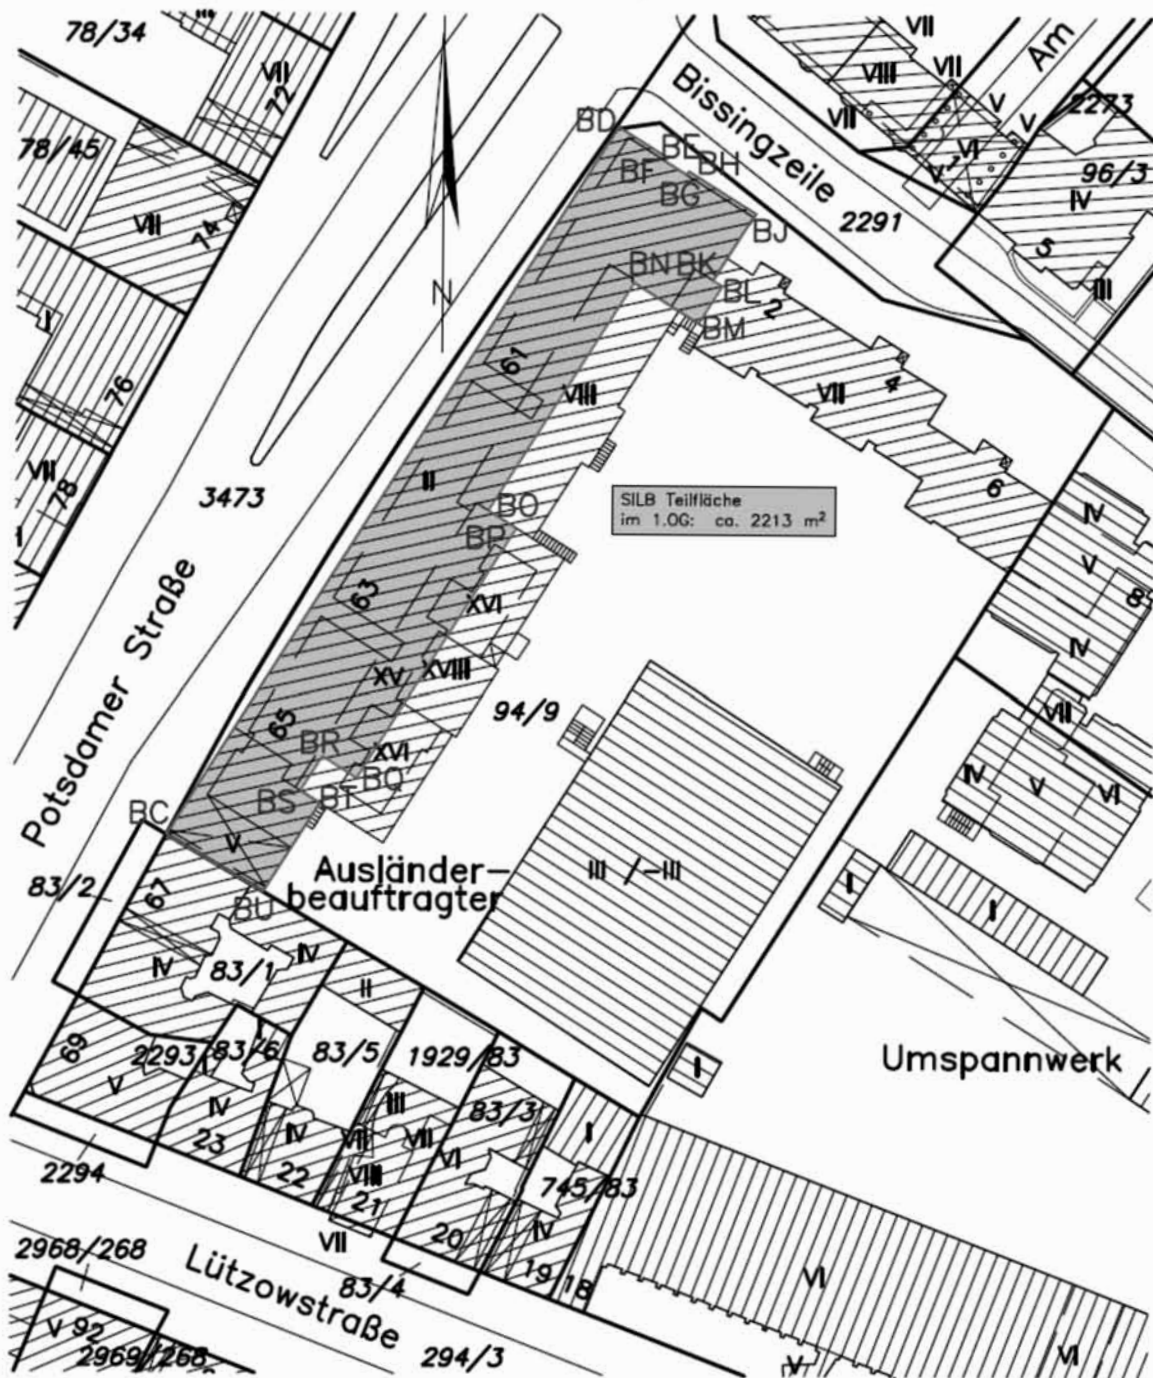 78/34
VII
72
78/45
VII
74
I
76
VII
78
VII
VIII
VII
VII
Am
V
V
2273
VI
V
96/3
IV
5
III
Bissingzeile
2291
BD
BE
BF
BH
BG
BJ
BN
BK
BL
BM
2
4
6
VII
N
61
VIII
II
BO
BP
SILB Teilfläche
im 1.OG: ca. 2213 m²
3473
63
XVI
XV
XVIII
94/9
65
XVI
BR
BQ
BS
BT
BC
V
BU
Potsdamer Straße
83/2
67
IV
V
8
IV
VII
IV
V
VI
Ausländer-
beauftragter
III /-III
I
I
IV
IV
83/1
II
69
2293
83/6
I
83/5
1929/83
I
Umspannwerk
V
IV
23
IV
22
III
VII
VII
VIII
21
83/3
VI
20
I
745/83
IV
19
18
2294
VII
83/4
2968/268
Lützowstraße
V 92
2969/268
294/3
VI
V
VI